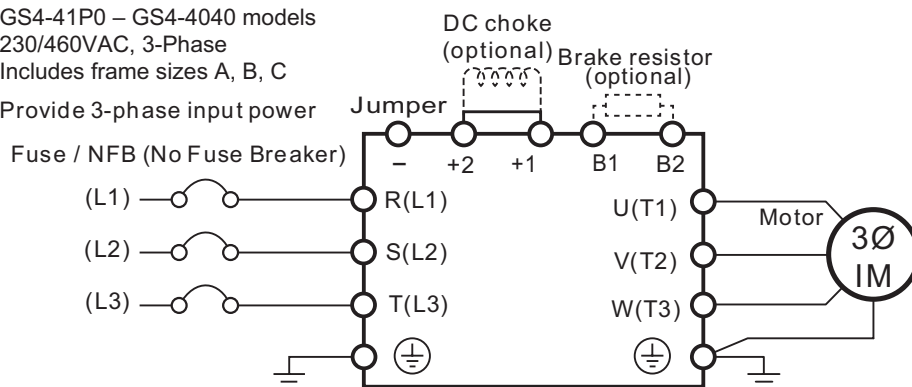 GS4-41P0 – GS4-4040 models
230/460VAC, 3-Phase
Includes frame sizes A, B, C
Provide 3-phase input power
Fuse / NFB (No Fuse Breaker)
DC choke
(optional)
Brake resistor
(optional)
Jumper
– +2 +1 B1 B2
(L1) R(L1) U(T1) Motor
(L2) S(L2) V(T2) 3Ø
IM
(L3) T(L3) W(T3)